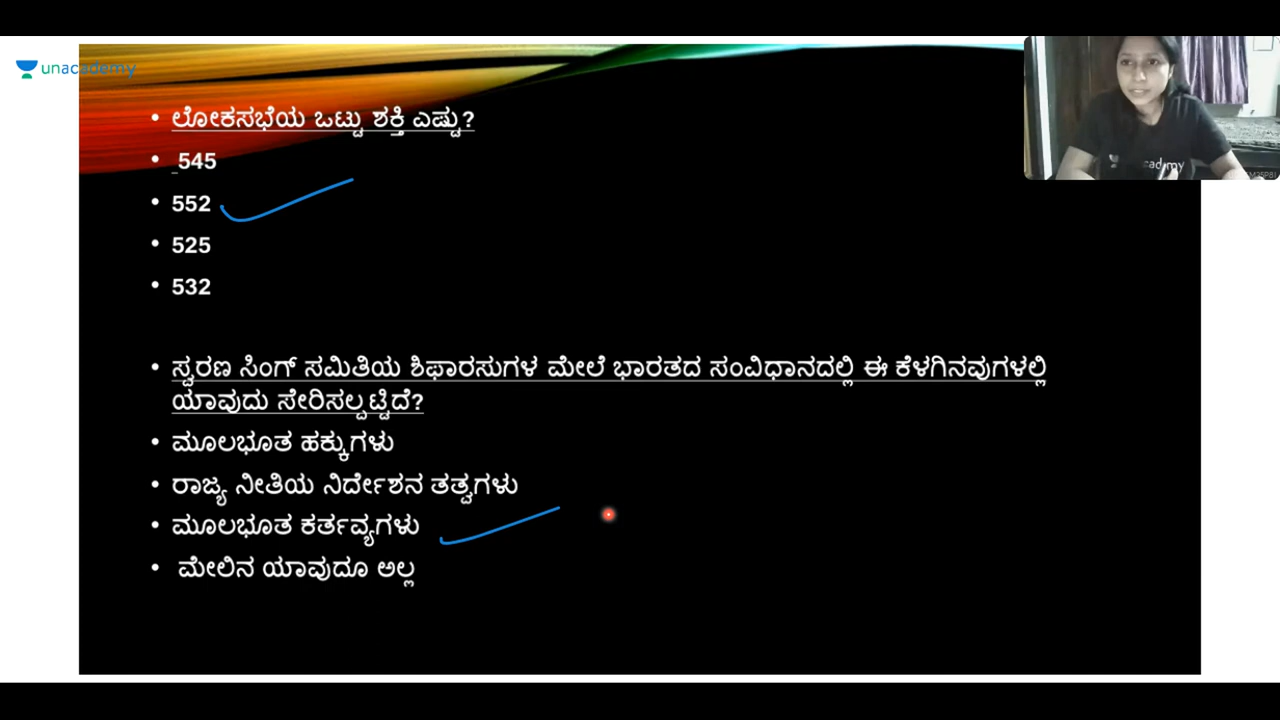 unacademy
• ಲೋಕಸಭೆಯ ಒಟ್ಟು ಶಕ್ತಿ ಎಷ್ಟು?
• 545
• 552
• 525
• 532
• ಸ್ವರಣ ಸಿಂಗ್ ಸಮಿತಿಯ ಶಿಫಾರಸುಗಳ ಮೇಲೆ ಭಾರತದ ಸಂವಿಧಾನದಲ್ಲಿ ಈ ಕೆಳಗಿನವುಗಳಲ್ಲಿ
ಯಾವುದು ಸೇರಿಸಲ್ಪಟ್ಟಿದೆ?
• ಮೂಲಭೂತ ಹಕ್ಕುಗಳು
• ರಾಜ್ಯ ನೀತಿಯ ನಿರ್ದೇಶನ ತತ್ವಗಳು
• ಮೂಲಭೂತ ಕರ್ತವ್ಯಗಳು
• ಮೇಲಿನ ಯಾವುದೂ ಅಲ್ಲ